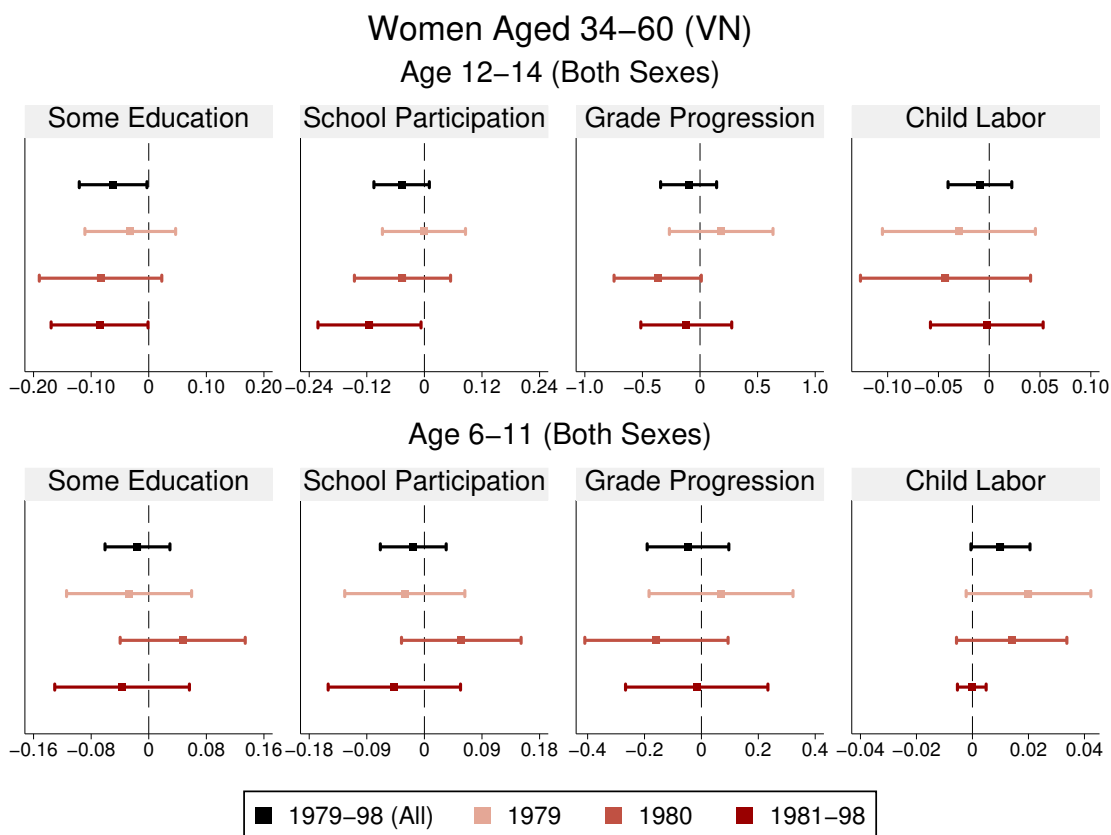 Women Aged 34−60 (VN)
Age 12−14 (Both Sexes)
Some Education School Participation Grade Progression Child Labor
−0.20 −0.10 0 0.10 0.20 −0.24 −0.12 0 0.12 0.24 −1.0 −0.5 0 0.5 1.0 −0.10 −0.05 0 0.05 0.10
Age 6−11 (Both Sexes)
Some Education School Participation Grade Progression Child Labor
−0.16 −0.08 0 0.08 0.16 −0.18 −0.09 0 0.09 0.18 −0.4 −0.2 0 0.2 0.4 −0.04 −0.02 0 0.02 0.04
1979−98 (All) 1979 1980 1981−98